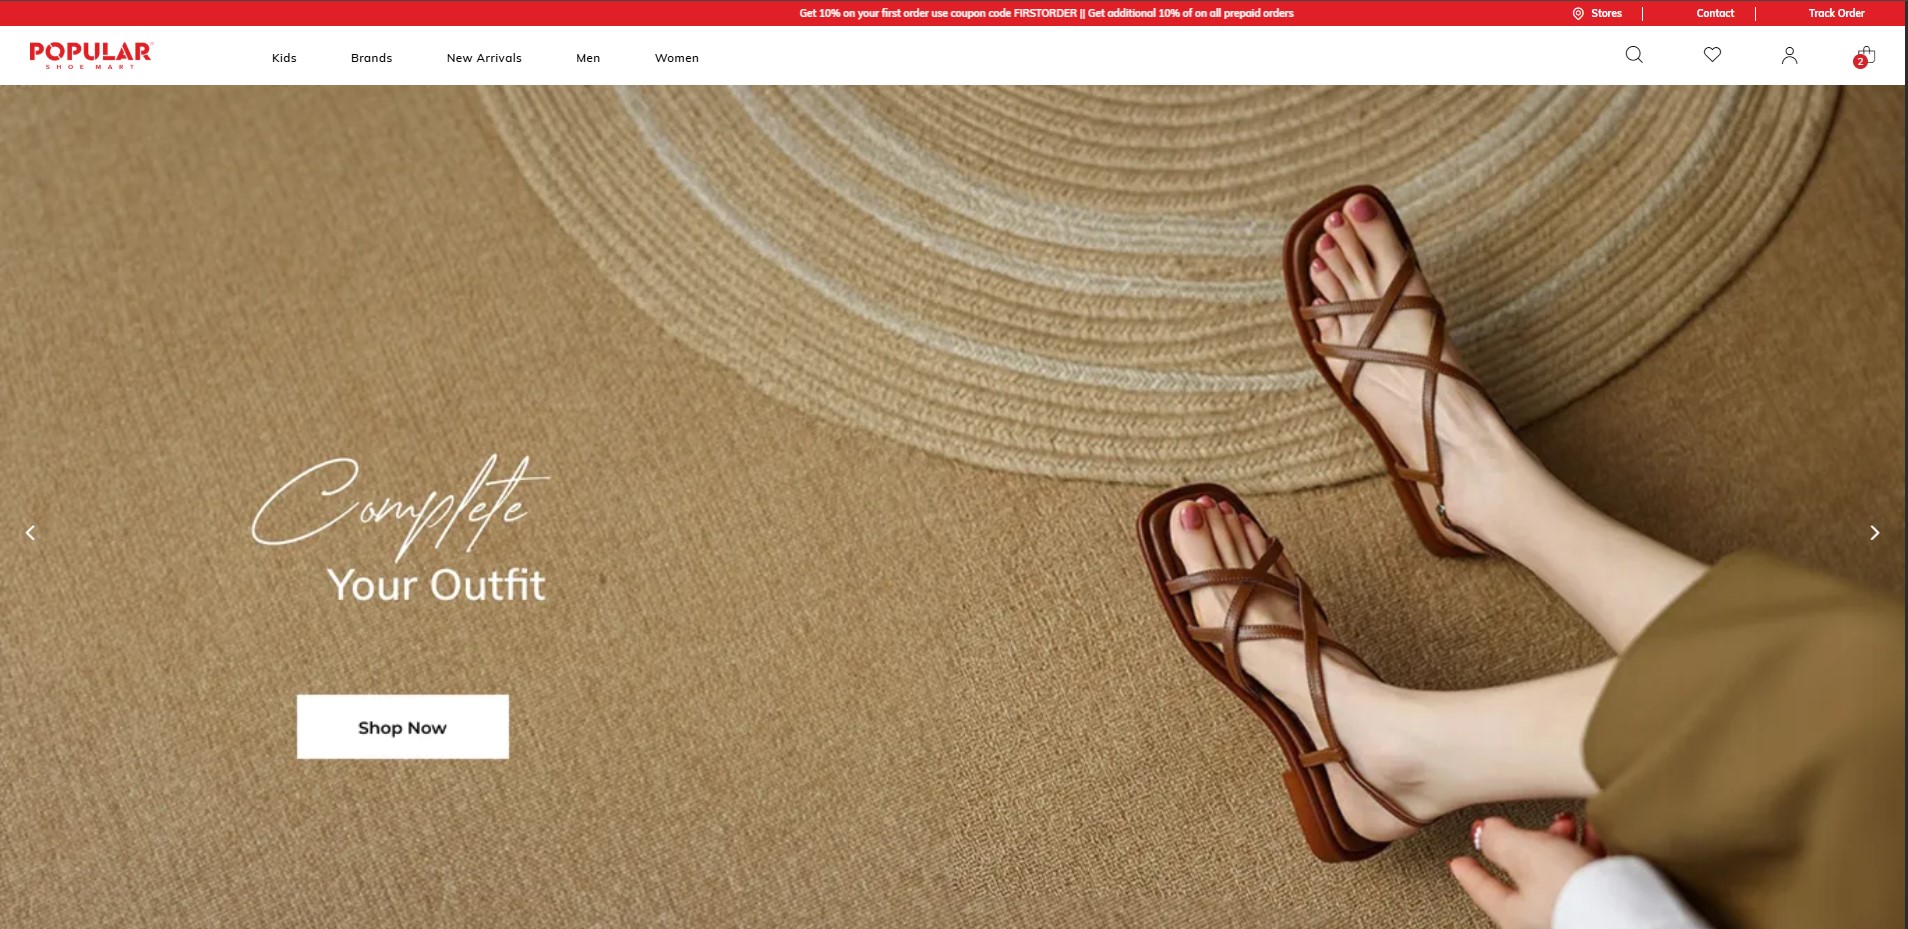 Get 10% on your first order use coupon code FIRSTORDER || Get additional 10% of on all prepaid orders
Stores
Contact
Track Order
POPULAR
SHOE MART
Kids
Brands
New Arrivals
Men
Women
2
Complete
Your Outfit
Shop Now